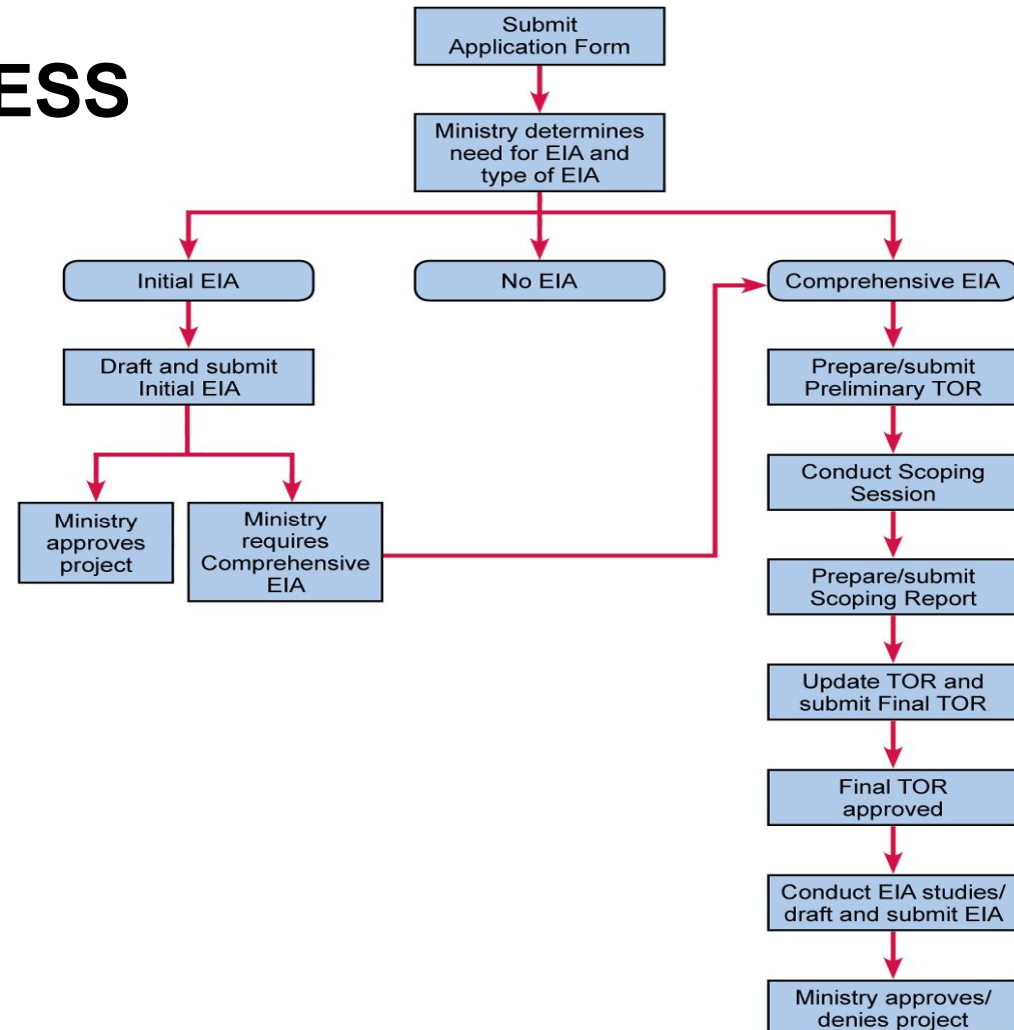 ESS
Submit
Application Form
Ministry determines
need for EIA and
type of EIA
Initial EIA
No EIA
Comprehensive EIA
Draft and submit
Initial EIA
Ministry
approves
project
Ministry
requires
Comprehensive
EIA
Prepare/submit
Preliminary TOR
Conduct Scoping
Session
Prepare/submit
Scoping Report
Update TOR and
submit Final TOR
Final TOR
approved
Conduct EIA studies/
draft and submit EIA
Ministry approves/
denies project